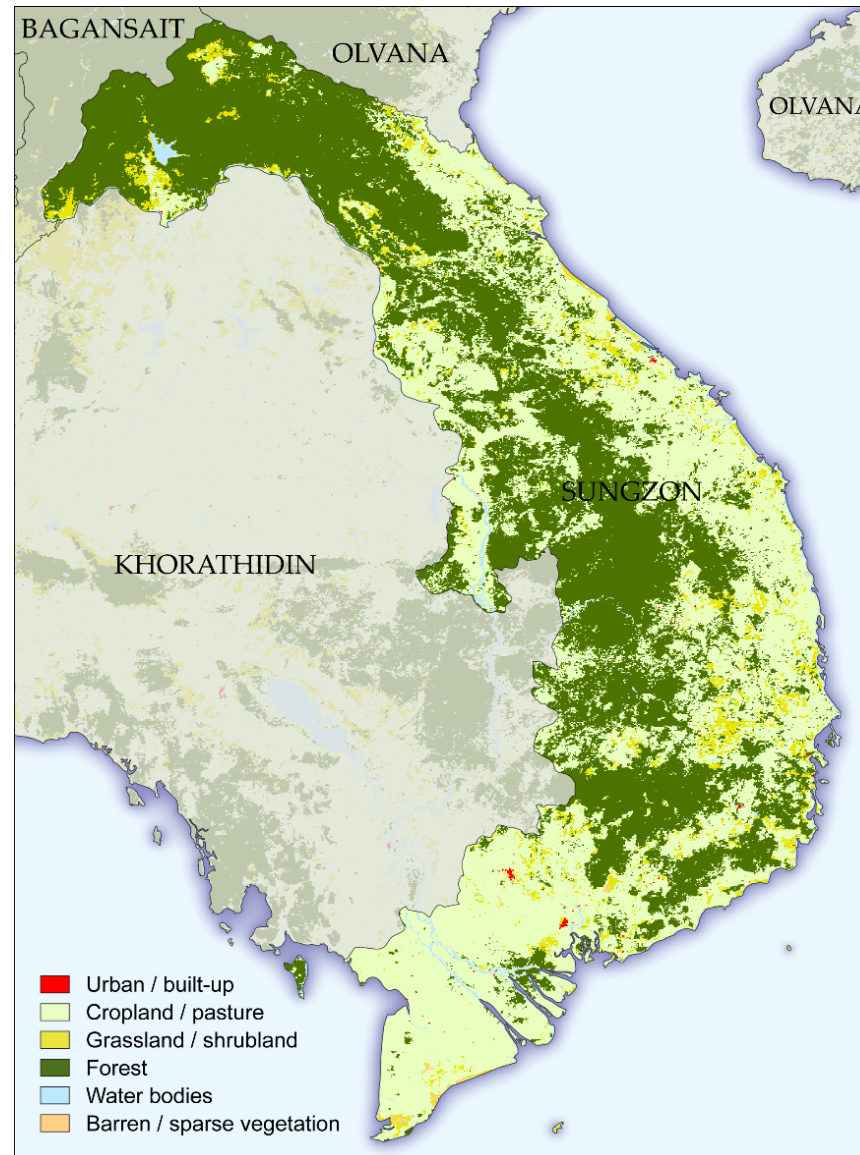 BAGANSAIT
OLVANA
OLVANA
SUNGZON
KHORATHIDIN
Urban / built-up
Cropland / pasture
Grassland / shrubland
Forest
Water bodies
Barren / sparse vegetation